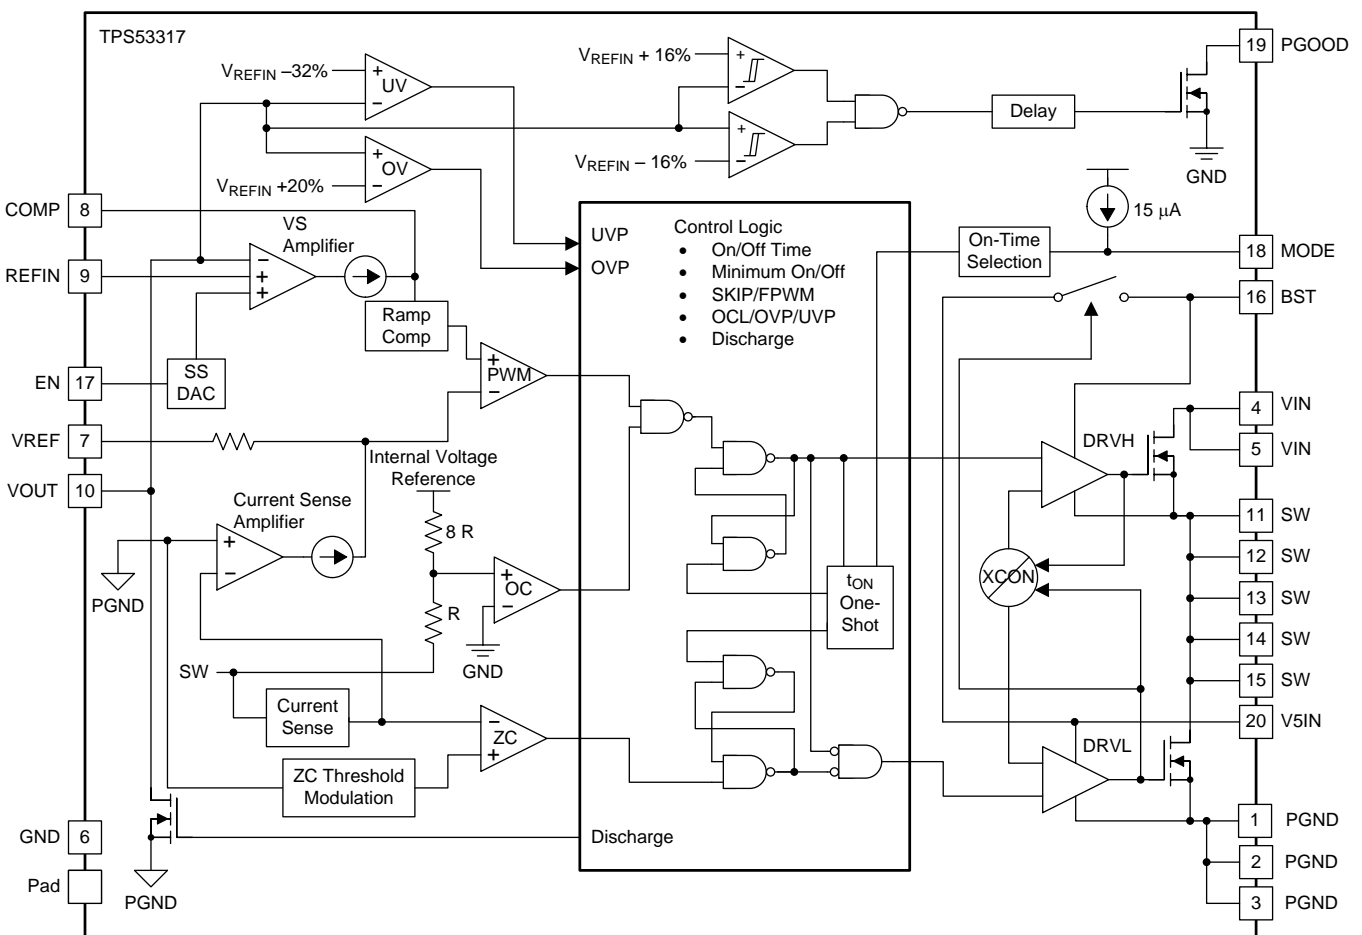 TPS53317
V_REFIN –32%
+
UV
−
V_REFIN + 16%
+
−
+
−
V_REFIN – 16%
Delay
19 PGOOD
GND
+
OV
−
V_REFIN +20%
COMP 8
VS
Amplifier
REFIN 9
−
+
+
Ramp
Comp
EN 17
SS
DAC
+
PWM
−
VREF 7
VOUT 10
UVP
OVP
Control Logic
• On/Off Time
• Minimum On/Off
• SKIP/FPWM
• OCL/OVP/UVP
• Discharge
15 µA
On-Time
Selection
18 MODE
16 BST
4 VIN
5 VIN
DRVH
Internal Voltage
Reference
8 R
R
Current Sense
Amplifier
+
−
PGND
+
OC
−
GND
SW
Current
Sense
−
ZC
+
ZC Threshold
Modulation
t_ON
One-
Shot
XCON
11 SW
12 SW
13 SW
14 SW
15 SW
20 V5IN
DRVL
GND 6
Pad
PGND
Discharge
1 PGND
2 PGND
3 PGND